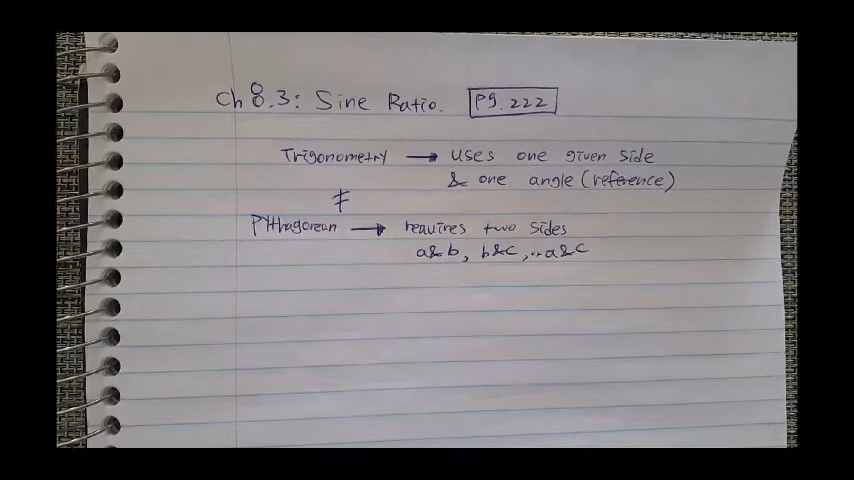 Ch 8.3: Sine Ratio. Pg. 222
Trigonometry → uses one given side
& one angle (reference)
≠
Pythagorean → requires two sides
a&b, b&c, .. a&c